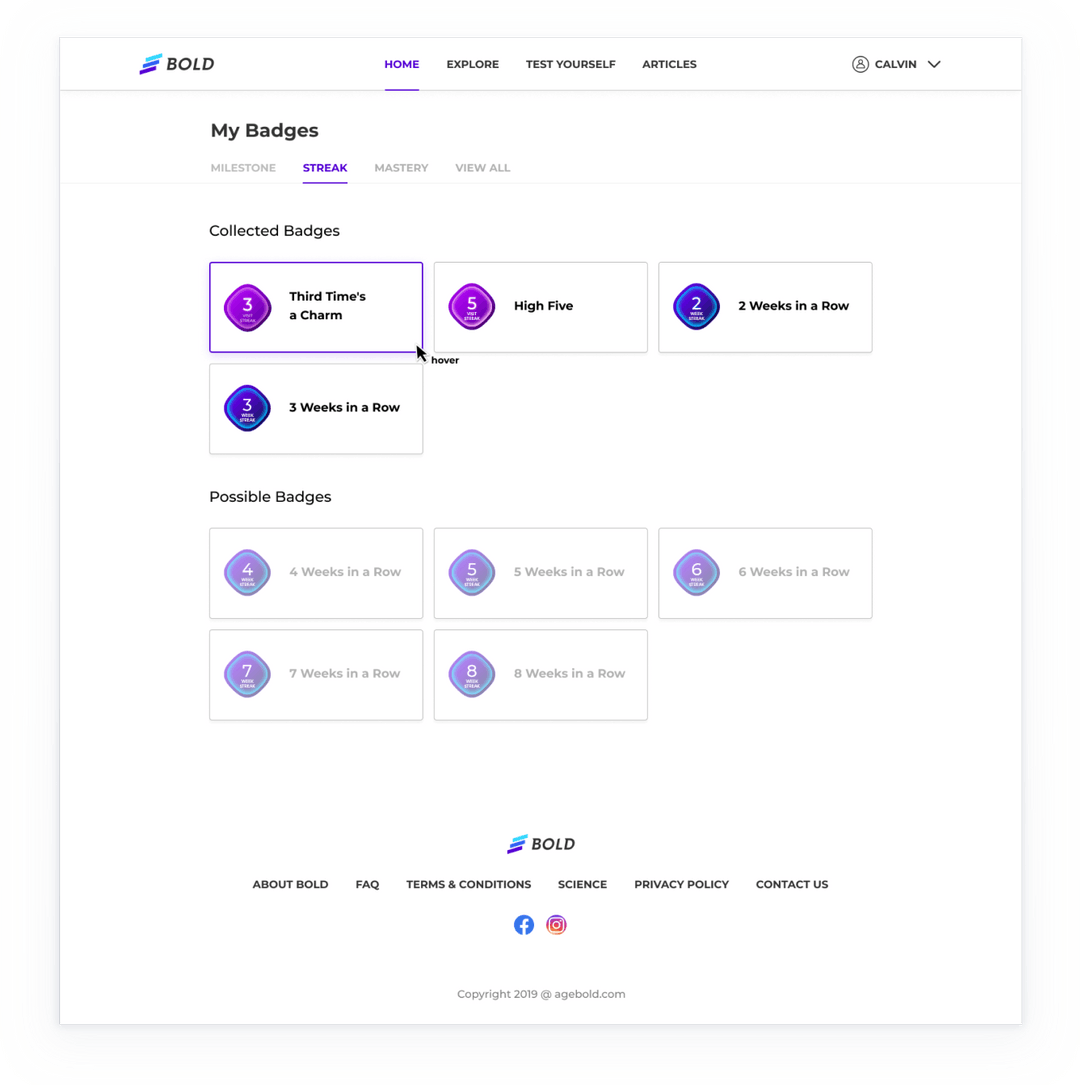 BOLD
HOME EXPLORE TEST YOURSELF ARTICLES
CALVIN
My Badges
MILESTONE STREAK MASTERY VIEW ALL
Collected Badges
3
VISIT
STREAK
Third Time's
a Charm
5
VISIT
STREAK
High Five
2
WEEK
STREAK
2 Weeks in a Row
hover
3
WEEK
STREAK
3 Weeks in a Row
Possible Badges
4
WEEK
STREAK
4 Weeks in a Row
5
WEEK
STREAK
5 Weeks in a Row
6
WEEK
STREAK
6 Weeks in a Row
7
WEEK
STREAK
7 Weeks in a Row
8
WEEK
STREAK
8 Weeks in a Row
BOLD
ABOUT BOLD FAQ TERMS & CONDITIONS SCIENCE PRIVACY POLICY CONTACT US
Copyright 2019 @ agebold.com